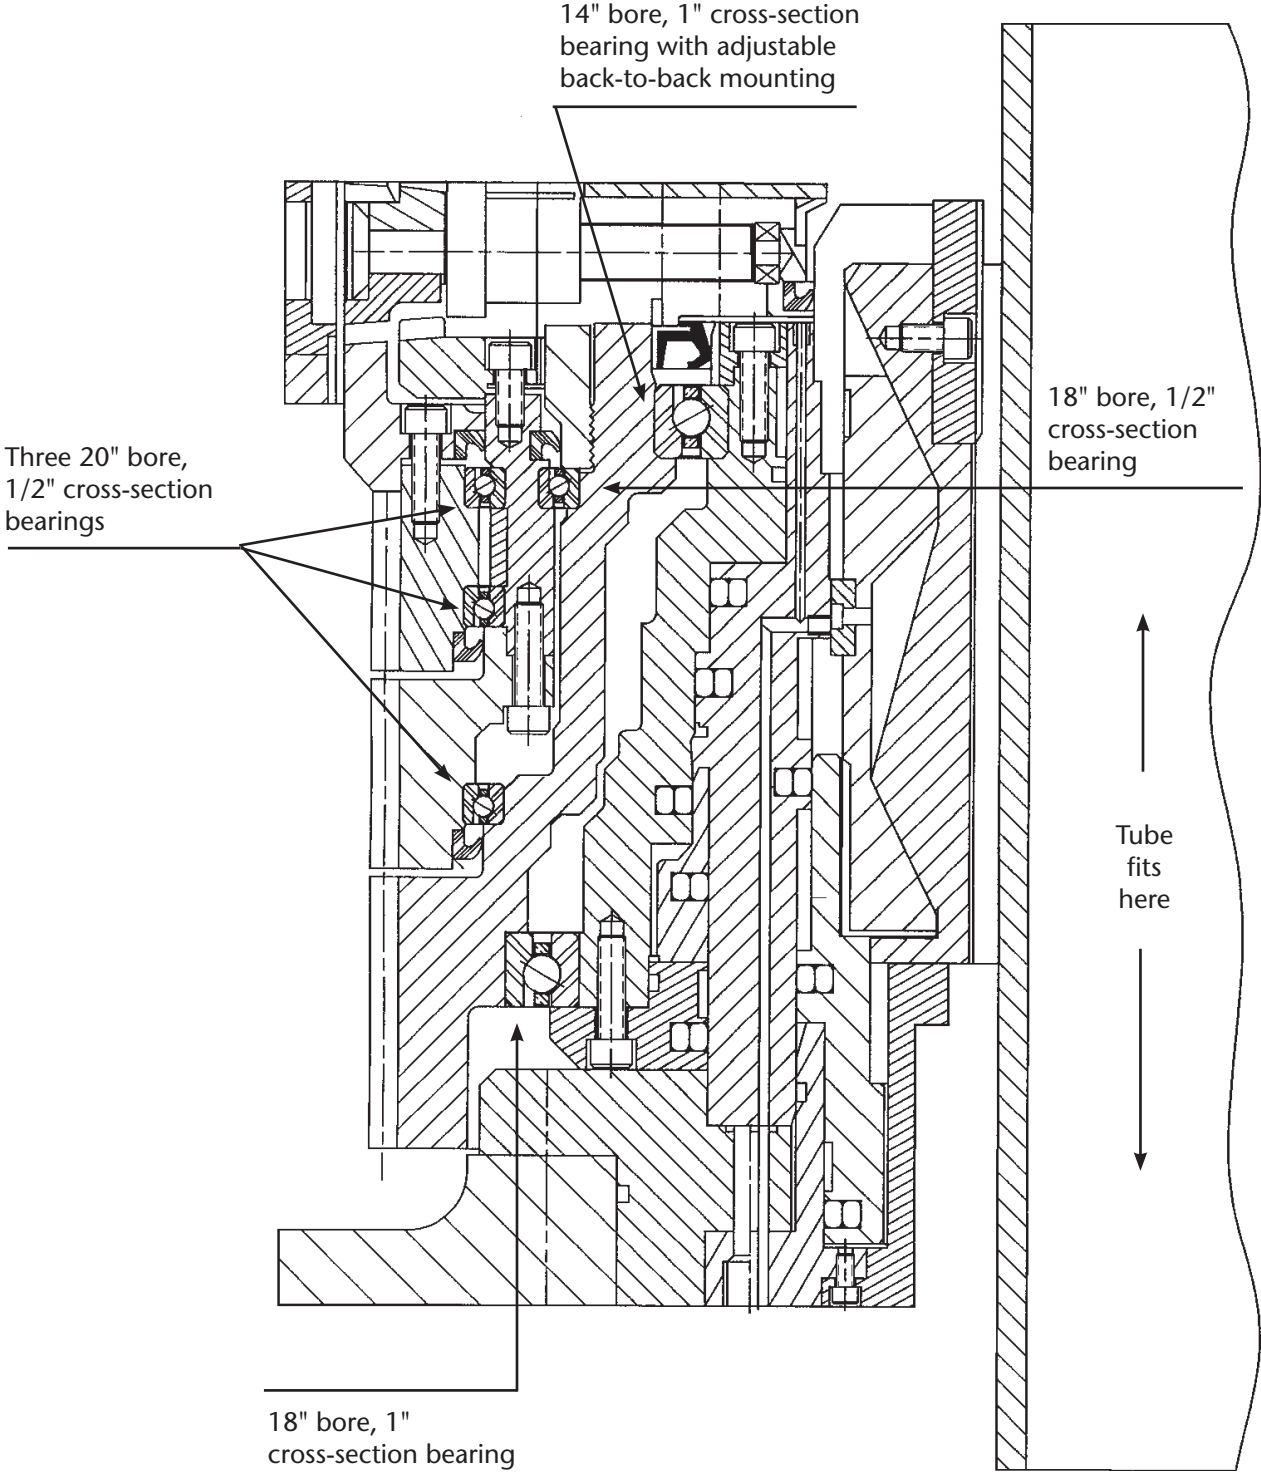 14" bore, 1" cross-section
bearing with adjustable
back-to-back mounting
18" bore, 1/2"
cross-section
bearing
Three 20" bore,
1/2" cross-section
bearings
Tube
fits
here
18" bore, 1"
cross-section bearing